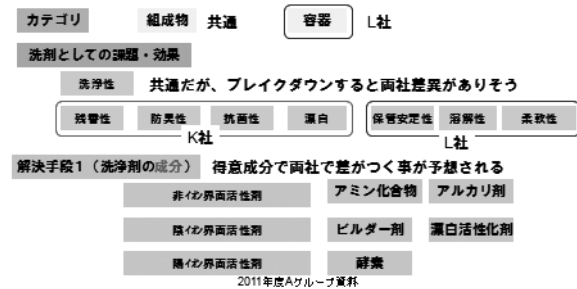 カテゴリ 組成物 共通 容器 L社
洗剤としての課題・効果
洗浄性 共通だが、ブレイクダウンすると両社差異がありそう
残香性 防臭性 抗菌性 漂白 保管安定性 溶解性 柔軟性
K社 L社
解決手段1（洗浄剤の成分） 得意成分で両社で差がつく事が予想される
非イオン界面活性剤 アミン化合物 アルカリ剤
陰イオン界面活性剤 ビルダー剤 漂白活性化剤
陽イオン界面活性剤 酵素
2011年度Aグループ資料